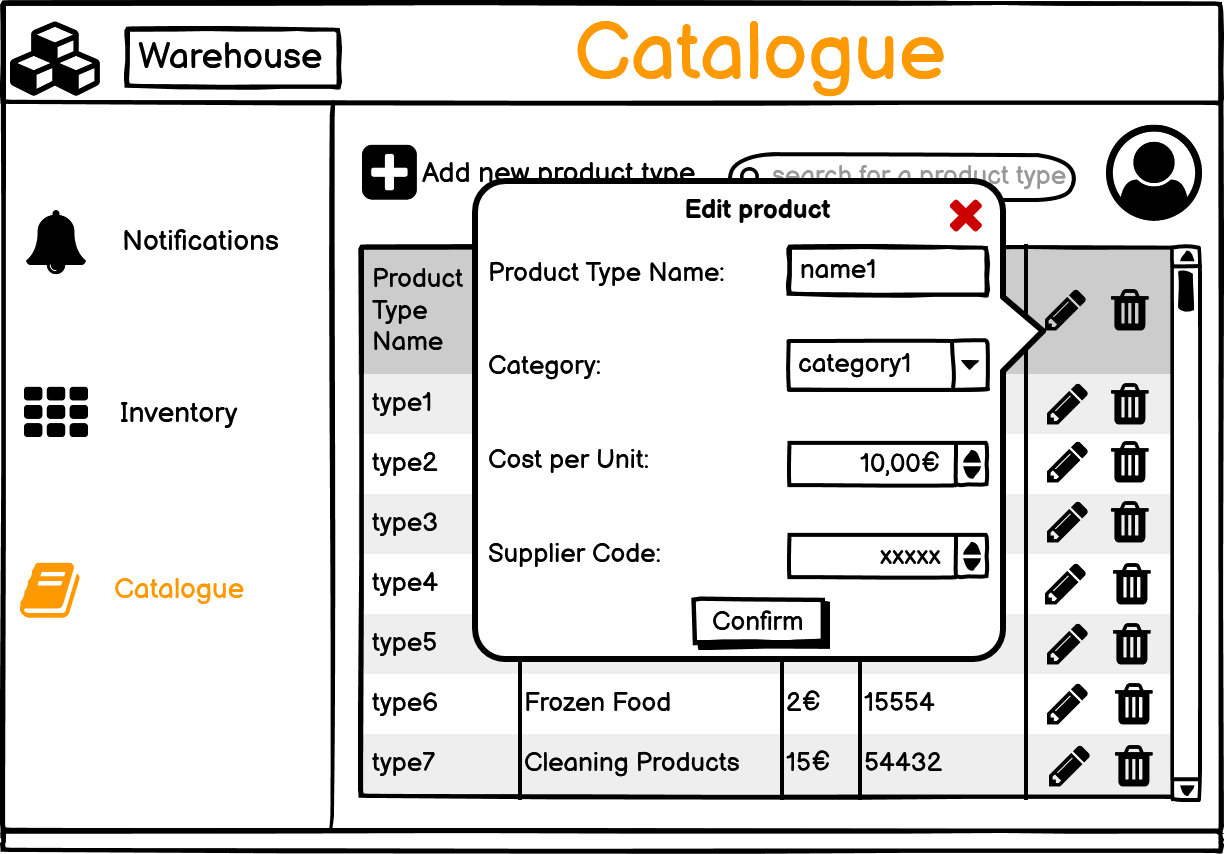 Warehouse
Catalogue
Notifications
Inventory
Catalogue
Add new product type
search for a product type
Edit product
Product Type Name:
name1
Category:
category1
Cost per Unit:
10,00€
Supplier Code:
xxxxx
Confirm
Product
Type
Name
type1
type2
type3
type4
type5
type6 Frozen Food 2€ 15554
type7 Cleaning Products 15€ 54432